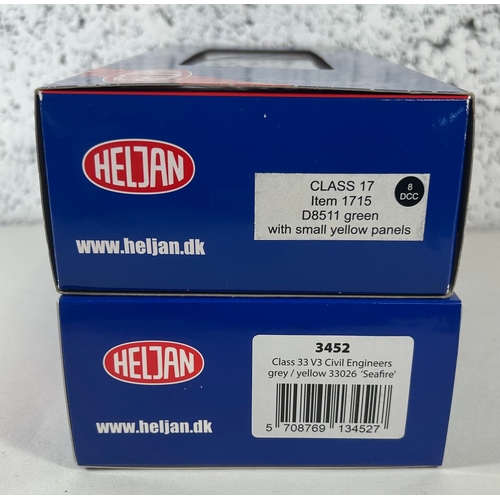 HELJAN
www.heljan.dk
CLASS 17
Item 1715
D8511 green
with small yellow panels
8
DCC
HELJAN
www.heljan.dk
3452
Class 33 V3 Civil Engineers
grey / yellow 33026 'Seafire'
5 708769 134527